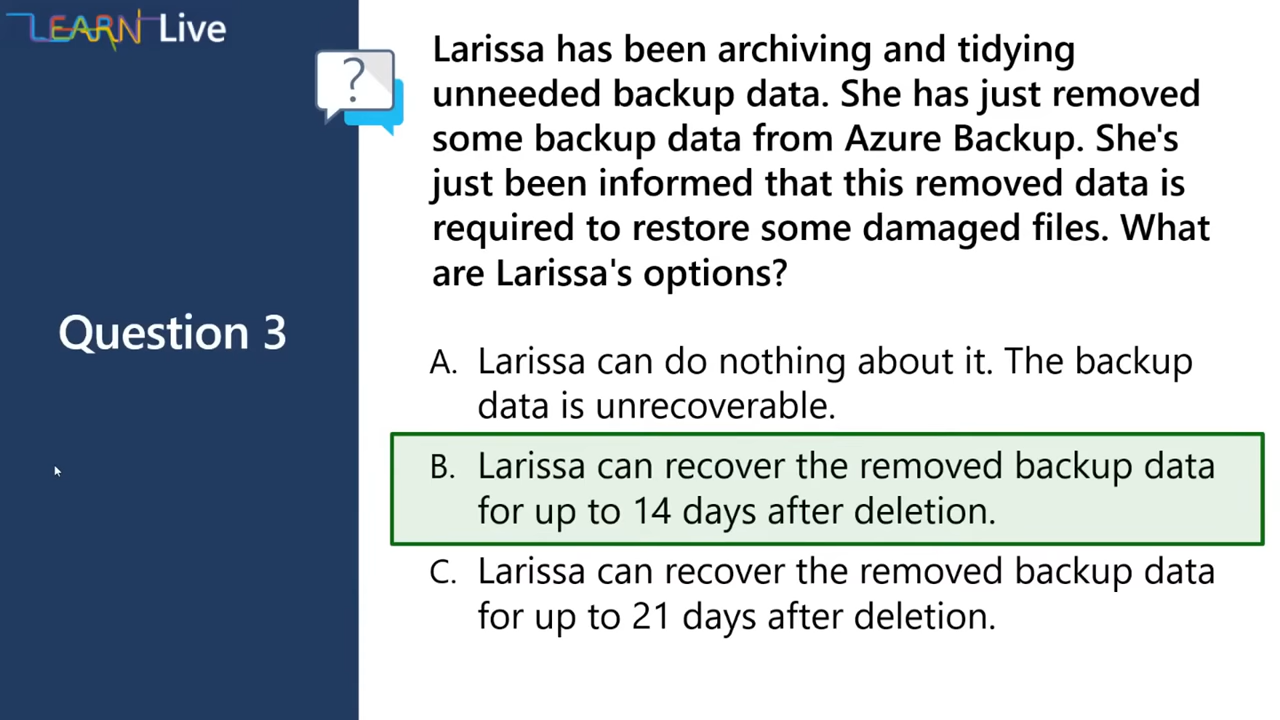 LEARN Live
?
Larissa has been archiving and tidying
unneeded backup data. She has just removed
some backup data from Azure Backup. She's
just been informed that this removed data is
required to restore some damaged files. What
are Larissa's options?
Question 3
A. Larissa can do nothing about it. The backup
data is unrecoverable.
B. Larissa can recover the removed backup data
for up to 14 days after deletion.
C. Larissa can recover the removed backup data
for up to 21 days after deletion.